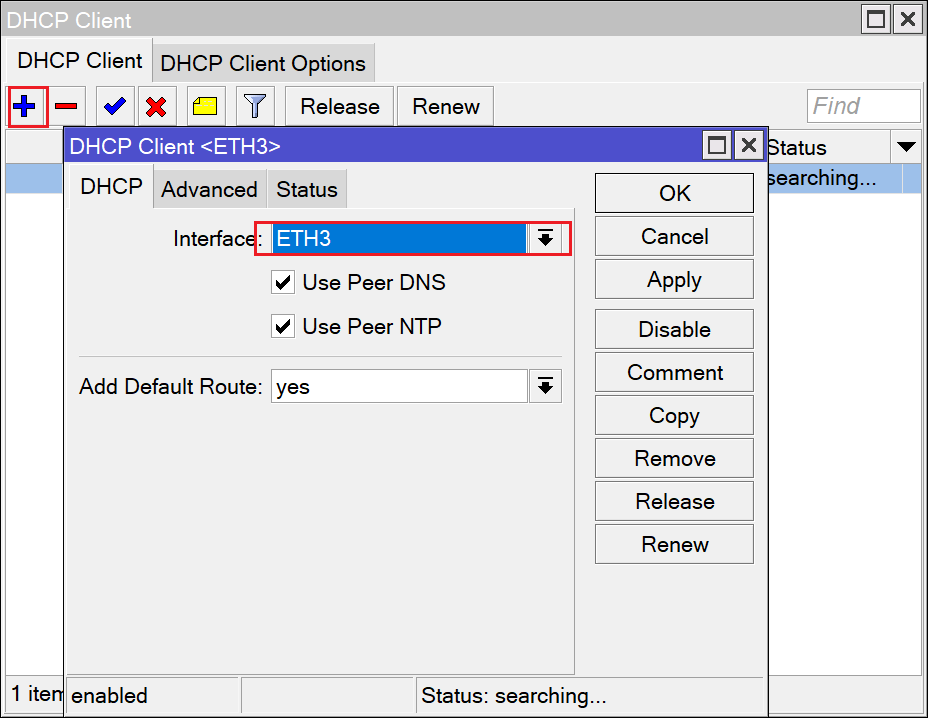 DHCP Client
DHCP Client DHCP Client Options
Release Renew Find
DHCP Client <ETH3>
Status
searching...
DHCP Advanced Status
Interface: ETH3
Use Peer DNS
Use Peer NTP
Add Default Route: yes
OK
Cancel
Apply
Disable
Comment
Copy
Remove
Release
Renew
1 item
enabled Status: searching...